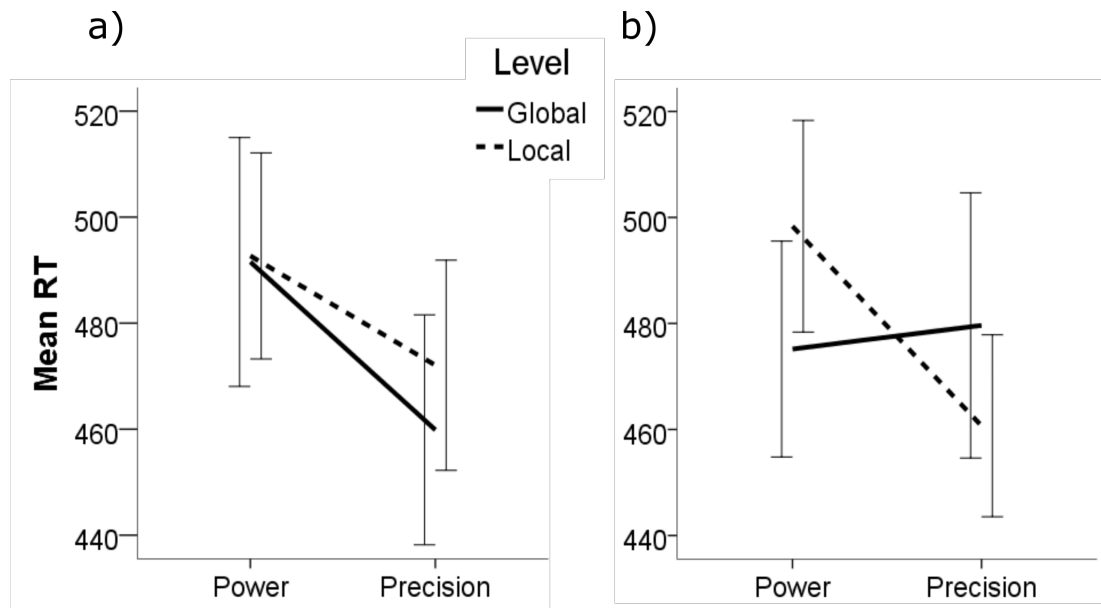 a)
b)
Level
Global
Local
Mean RT
520
500
480
460
440
Power
Precision
520
500
480
460
440
Power
Precision